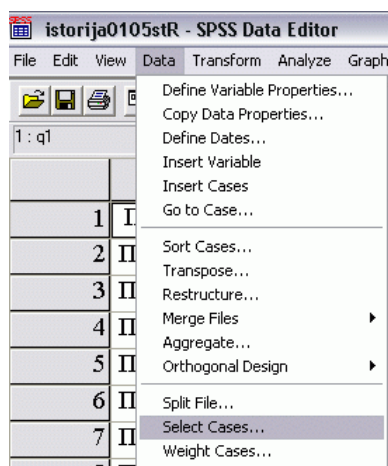 istorija0105stR - SPSS Data Editor
File Edit View Data Transform Analyze Graph
1 : q1
Define Variable Properties...
Copy Data Properties...
Define Dates...
Insert Variable
Insert Cases
Go to Case...
Sort Cases...
Transpose...
Restructure...
Merge Files
Aggregate...
Orthogonal Design
Split File...
Select Cases...
Weight Cases...
1
2 П
3 П
4 П
5 П
6 П
7 П